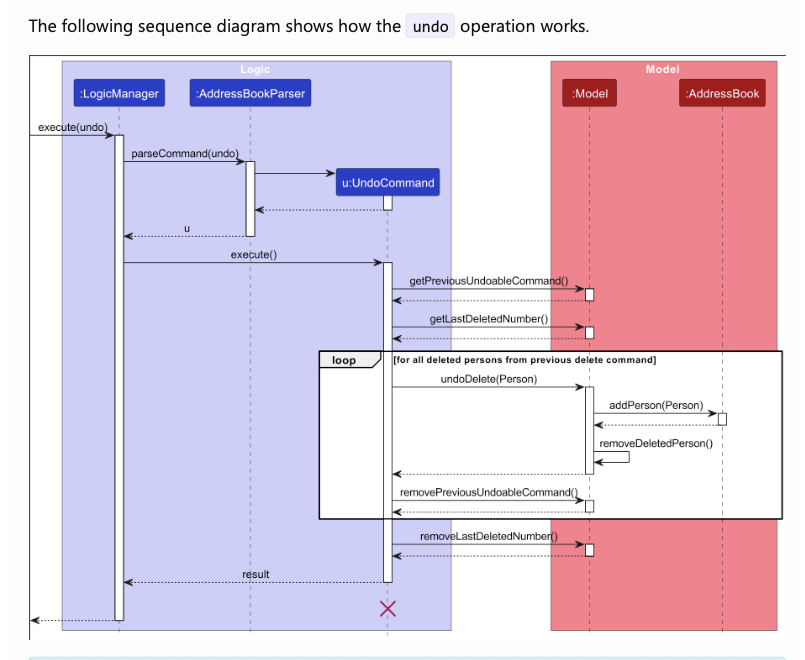 The following sequence diagram shows how the undo operation works.
Logic
Model
:LogicManager
:AddressBookParser
:Model
:AddressBook
execute(undo)
parseCommand(undo)
u:UndoCommand
u
execute()
getPreviousUndoableCommand()
getLastDeletedNumber()
loop
[for all deleted persons from previous delete command]
undoDelete(Person)
addPerson(Person)
removeDeletedPerson()
removePreviousUndoableCommand()
removeLastDeletedNumber()
result